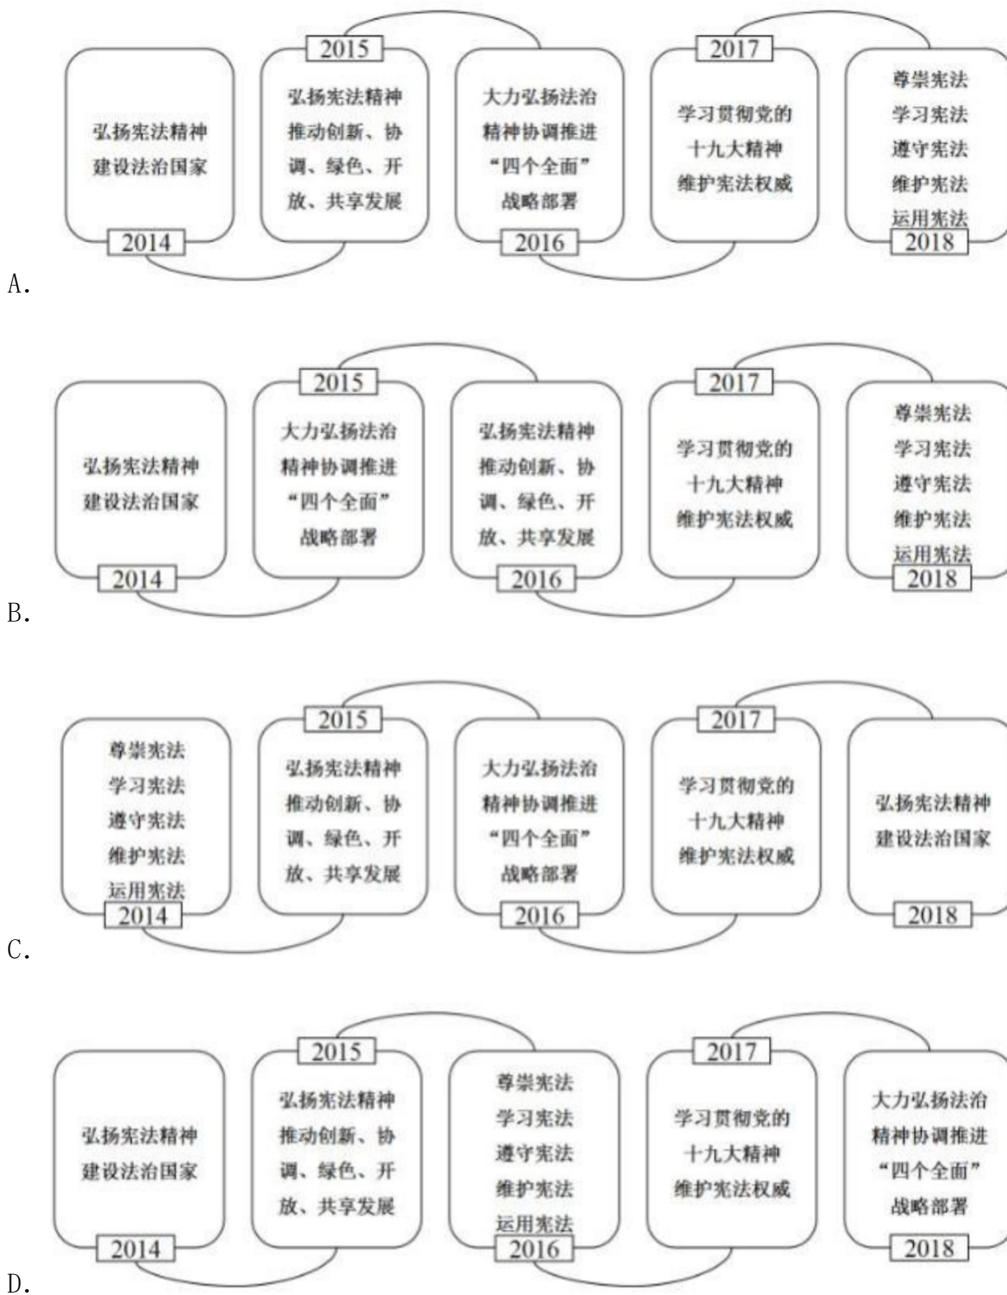 2014
弘扬宪法精神
建设法治国家
2015
弘扬宪法精神
推动创新、协
调、绿色、开
放、共享发展
2016
大力弘扬法治
精神协调推进
“四个全面”
战略部署
2017
学习贯彻党的
十九大精神
维护宪法权威
2018
尊崇宪法
学习宪法
遵守宪法
维护宪法
运用宪法
A.
2014
弘扬宪法精神
建设法治国家
2015
大力弘扬法治
精神协调推进
“四个全面”
战略部署
2016
弘扬宪法精神
推动创新、协
调、绿色、开
放、共享发展
2017
学习贯彻党的
十九大精神
维护宪法权威
2018
尊崇宪法
学习宪法
遵守宪法
维护宪法
运用宪法
B.
2014
尊崇宪法
学习宪法
遵守宪法
维护宪法
运用宪法
2015
弘扬宪法精神
推动创新、协
调、绿色、开
放、共享发展
2016
大力弘扬法治
精神协调推进
“四个全面”
战略部署
2017
学习贯彻党的
十九大精神
维护宪法权威
2018
弘扬宪法精神
建设法治国家
C.
2014
弘扬宪法精神
建设法治国家
2015
弘扬宪法精神
推动创新、协
调、绿色、开
放、共享发展
2016
尊崇宪法
学习宪法
遵守宪法
维护宪法
运用宪法
2017
学习贯彻党的
十九大精神
维护宪法权威
2018
大力弘扬法治
精神协调推进
“四个全面”
战略部署
D.